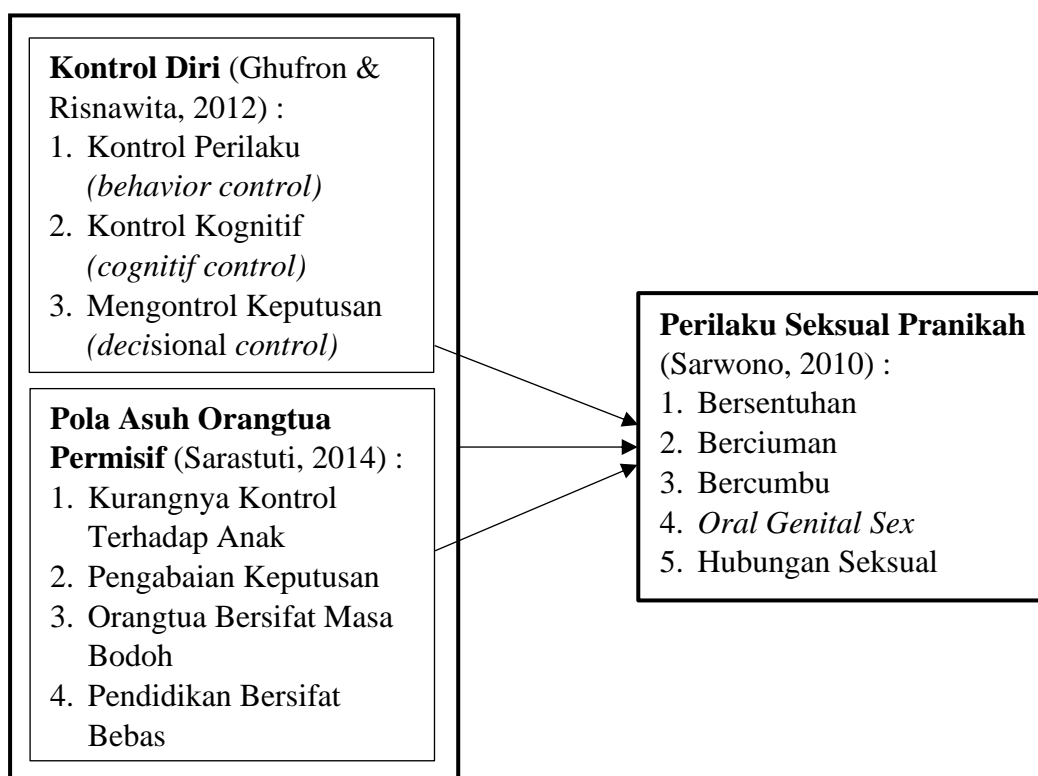 Kontrol Diri (Ghufron &
Risnawita, 2012) :
1. Kontrol Perilaku
(behavior control)
2. Kontrol Kognitif
(cognitif control)
3. Mengontrol Keputusan
(decisional control)
Pola Asuh Orangtua
Permisif (Sarastuti, 2014) :
1. Kurangnya Kontrol
Terhadap Anak
2. Pengabaian Keputusan
3. Orangtua Bersifat Masa
Bodoh
4. Pendidikan Bersifat
Bebas
Perilaku Seksual Pranikah
(Sarwono, 2010) :
1. Bersentuhan
2. Berciuman
3. Bercumbu
4. Oral Genital Sex
5. Hubungan Seksual